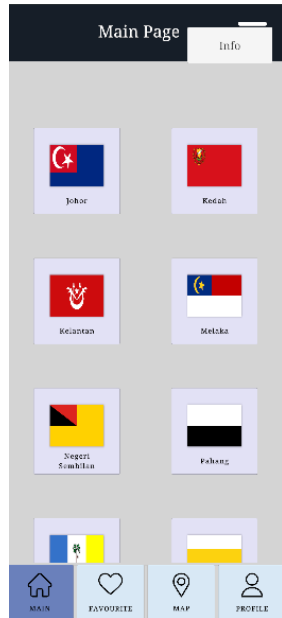 Main Page
Info
Johor
Kedah
Kelantan
Melaka
Negeri
Sembilan
Pahang
MAIN
FAVOURITE
MAP
PROFILE